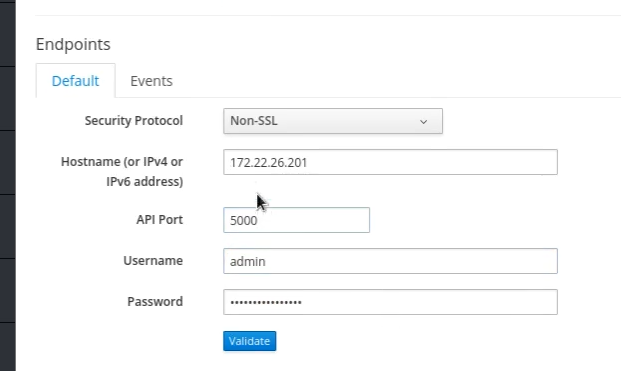 Endpoints
Default Events
Security Protocol Non-SSL
Hostname (or IPv4 or
IPv6 address) 172.22.26.201
API Port 5000
Username admin
Password ••••••••••••••••
Validate